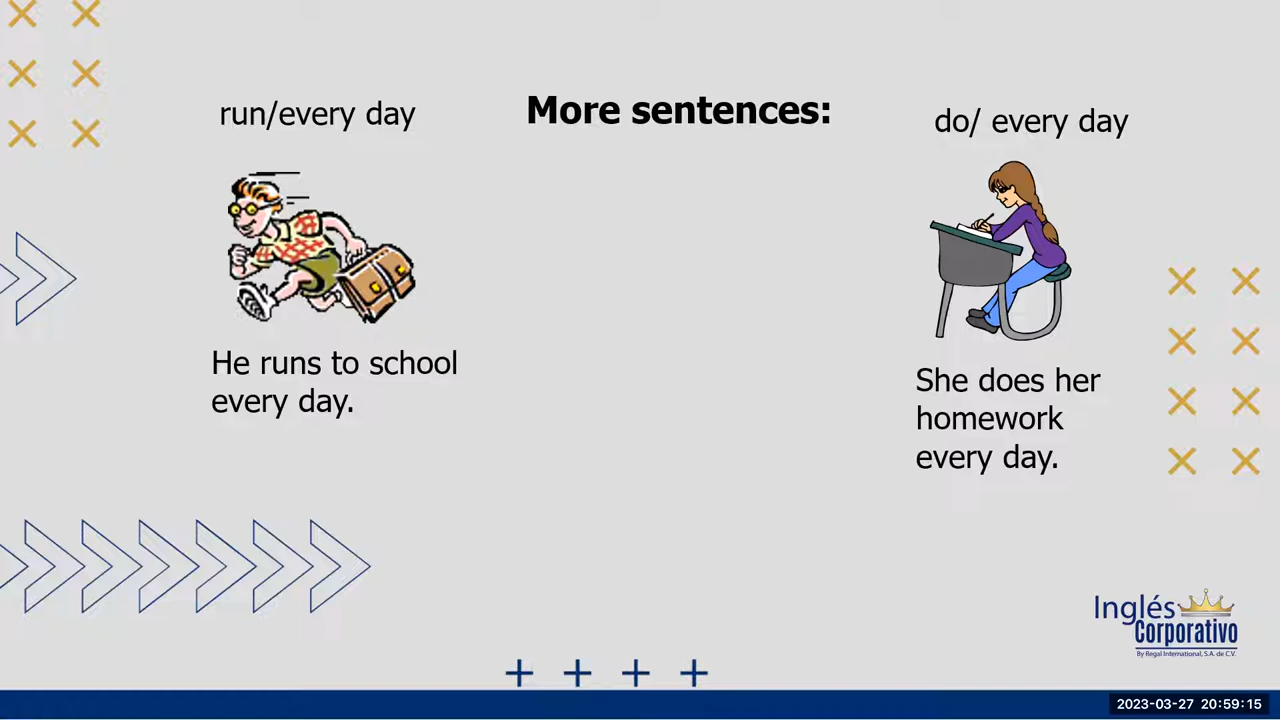 More sentences:
run/every day
He runs to school
every day.
do/ every day
She does her
homework
every day.
Inglés
Corporativo
By Regal International, S.A. de C.V.
2023-03-27 20:59:15